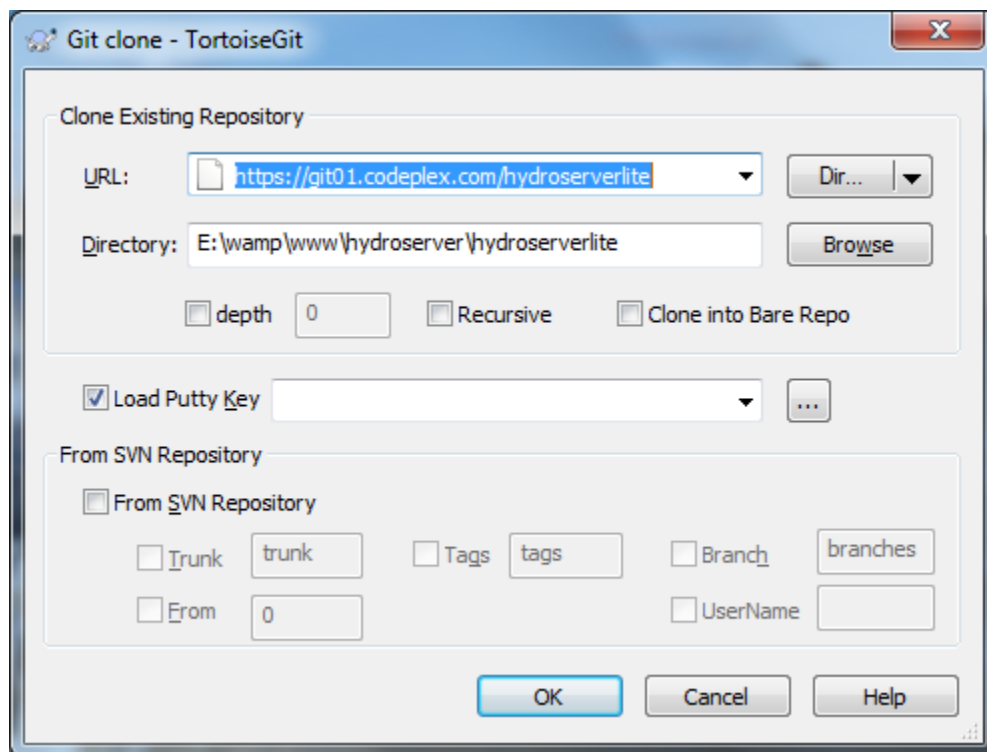 Git clone - TortoiseGit
Clone Existing Repository
URL: https://git01.codeplex.com/hydroserverlite Dir...
Directory: E:\wamp\www\hydroserver\hydroserverlite Browse
depth 0 Recursive Clone into Bare Repo
Load Putty Key ...
From SVN Repository
From SVN Repository
Trunk trunk Tags tags Branch branches
From 0 UserName
OK Cancel Help